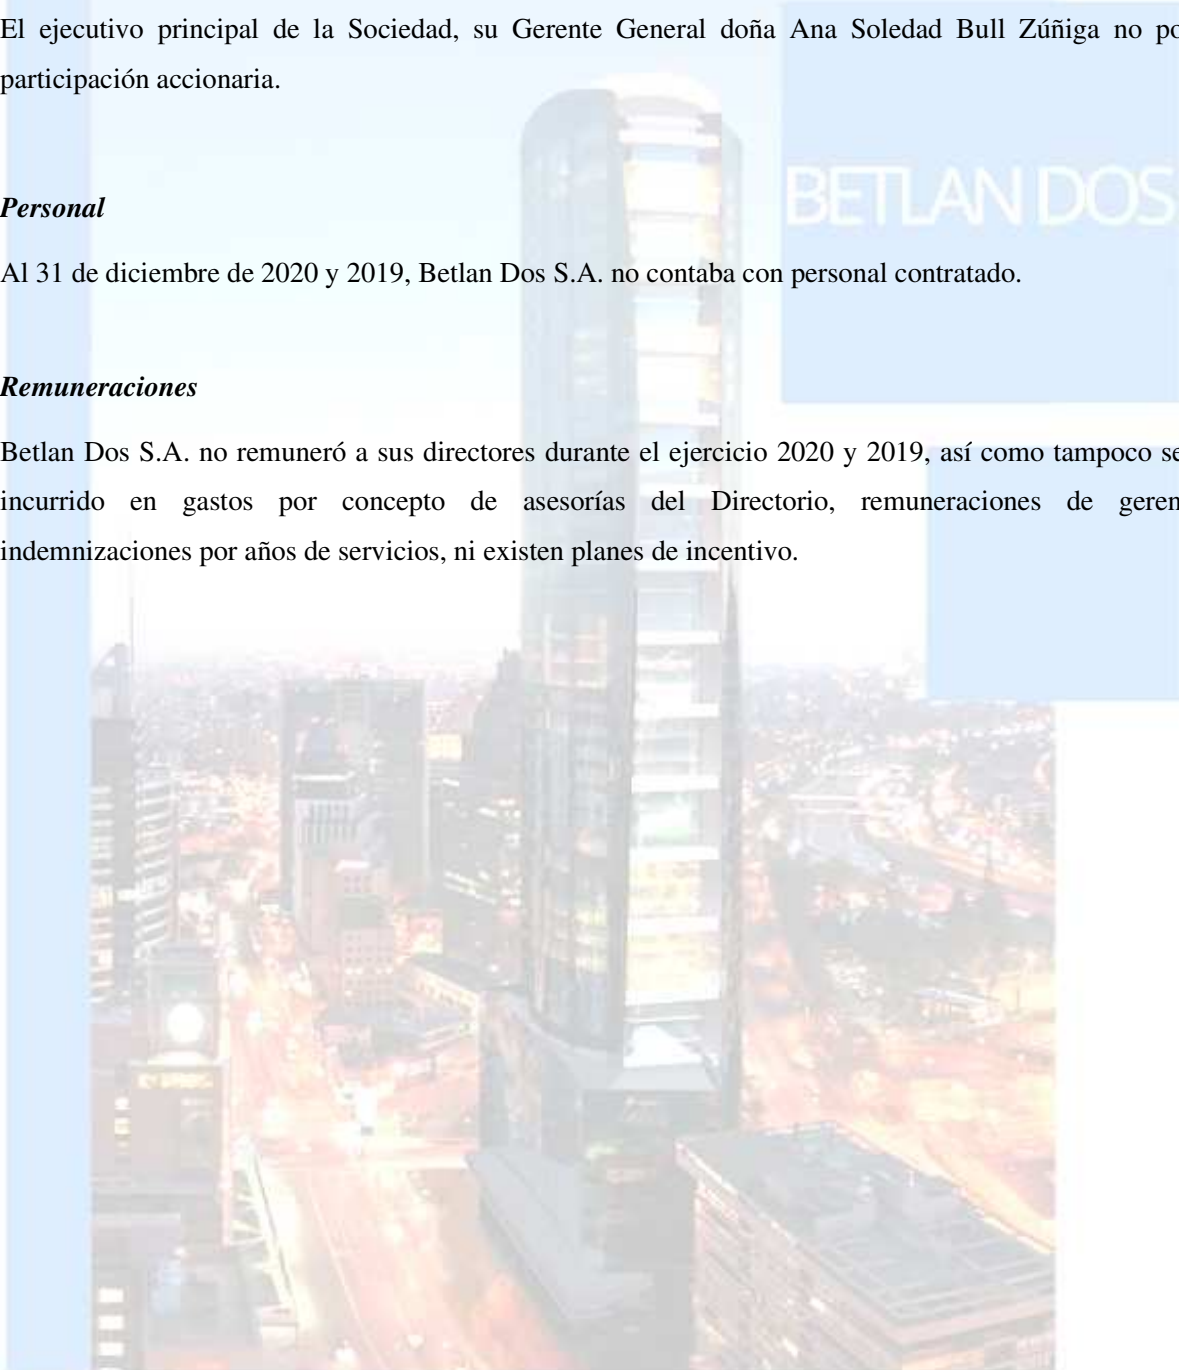 El ejecutivo principal de la Sociedad, su Gerente General doña Ana Soledad Bull Zúñiga no po
participación accionaria.
BETLAN DOS
Personal
Al 31 de diciembre de 2020 y 2019, Betlan Dos S.A. no contaba con personal contratado.
Remuneraciones
Betlan Dos S.A. no remuneró a sus directores durante el ejercicio 2020 y 2019, así como tampoco se
incurrido en gastos por concepto de asesorías del Directorio, remuneraciones de geren
indemnizaciones por años de servicios, ni existen planes de incentivo.